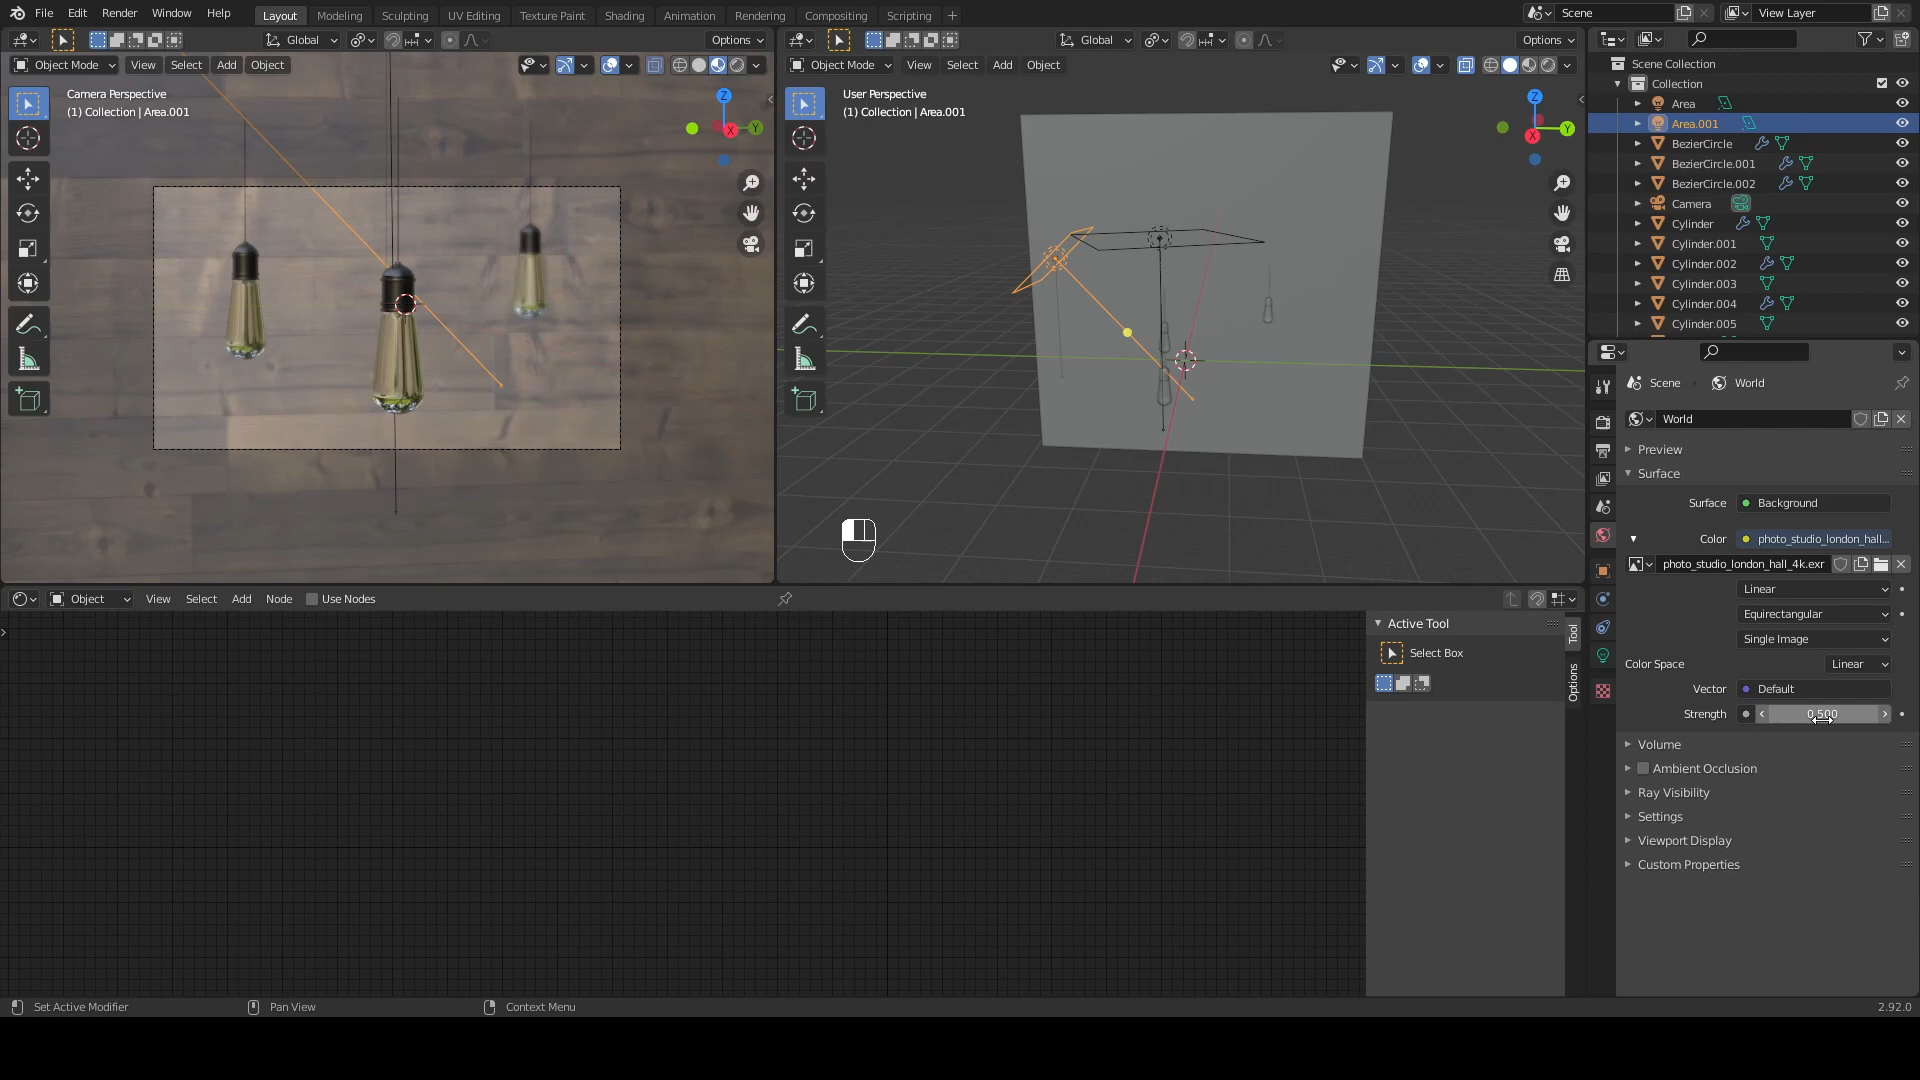 File Edit Render Window Help Layout Modeling Sculpting UV Editing Texture Paint Shading Animation Rendering Compositing Scripting + Scene View Layer
Global Options
Object Mode View Select Add Object
Camera Perspective
(1) Collection | Area.001
Z
X
Y
Global Options
Object Mode View Select Add Object
User Perspective
(1) Collection | Area.001
Z
X
Y
Scene Collection
Collection
Area
Area.001
BezierCircle
BezierCircle.001
BezierCircle.002
Camera
Cylinder
Cylinder.001
Cylinder.002
Cylinder.003
Cylinder.004
Cylinder.005
Scene World
World
Preview
Surface
Surface Background
Color photo_studio_london_hall...
photo_studio_london_hall_4k.exr
Linear
Equirectangular
Single Image
Color Space Linear
Vector Default
Strength 0.500
Volume
Ambient Occlusion
Ray Visibility
Settings
Viewport Display
Custom Properties
Object View Select Add Node Use Nodes
Active Tool
Select Box
Tool
Options
Set Active Modifier Pan View Context Menu 2.92.0